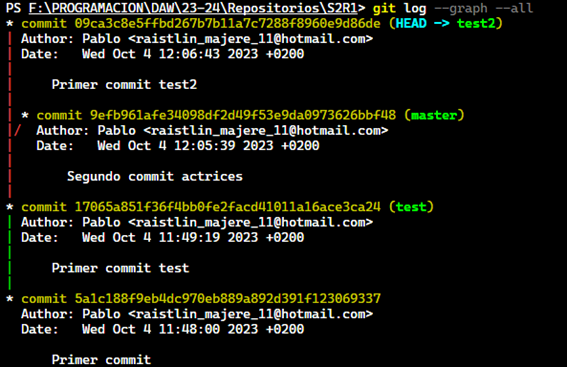 PS F:\PROGRAMACION\DAW\23-24\Repositorios\S2R1> git log --graph --all
* commit 09ca3c8e5ffbd267b7b11a7c7288f8960e9d86de (HEAD -> test2)
| Author: Pablo <raistlin_majere_11@hotmail.com>
| Date:   Wed Oct 4 12:06:43 2023 +0200
|
|     Primer commit test2
|
| * commit 9efb961afe34098df2d49f53e9da0973626bbf48 (master)
|/  Author: Pablo <raistlin_majere_11@hotmail.com>
|   Date:   Wed Oct 4 12:05:39 2023 +0200
|
|       Segundo commit actrices
|
* commit 17065a851f36f4bb0fe2facd41011a16ace3ca24 (test)
| Author: Pablo <raistlin_majere_11@hotmail.com>
| Date:   Wed Oct 4 11:49:19 2023 +0200
|
|     Primer commit test
|
* commit 5a1c188f9eb4dc970eb889a892d391f123069337
  Author: Pablo <raistlin_majere_11@hotmail.com>
  Date:   Wed Oct 4 11:48:00 2023 +0200

      Primer commit